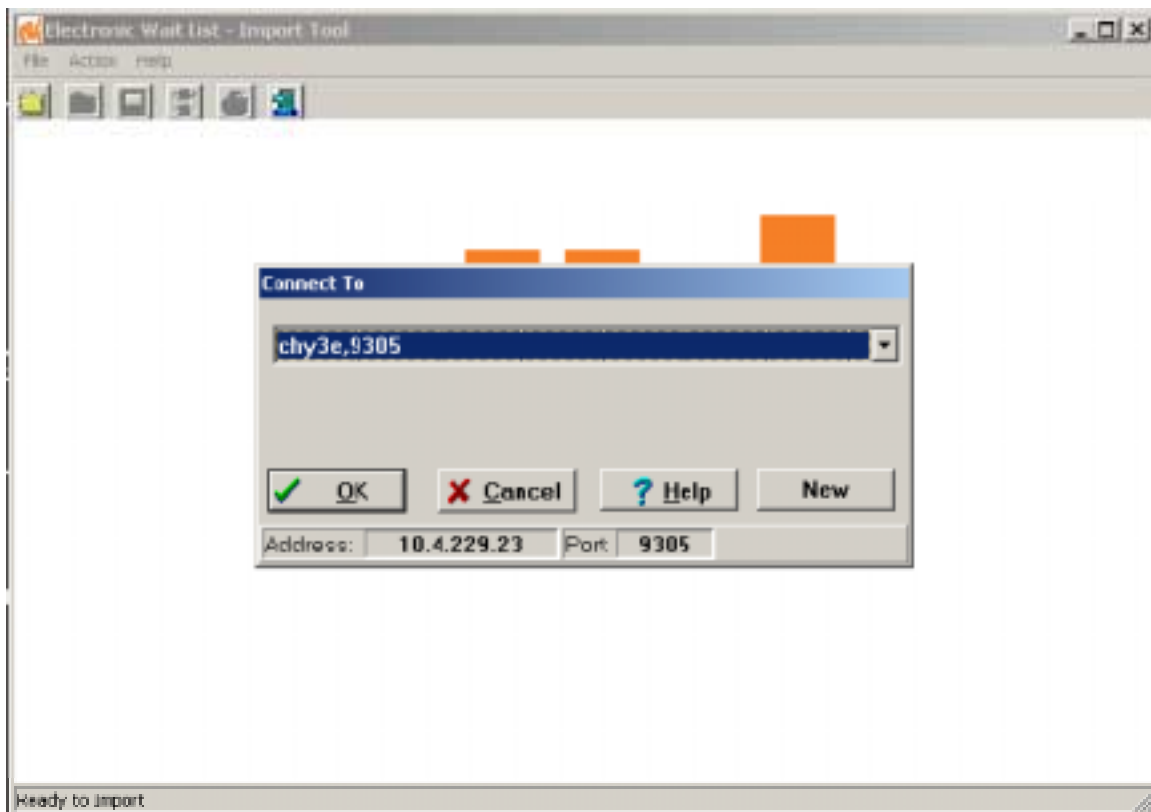 Electronic Wait List - Import Tool
File Action Help
Connect To
chy3e,9305
OK Cancel Help New
Address: 10.4.229.23 Port 9305
Ready to Import